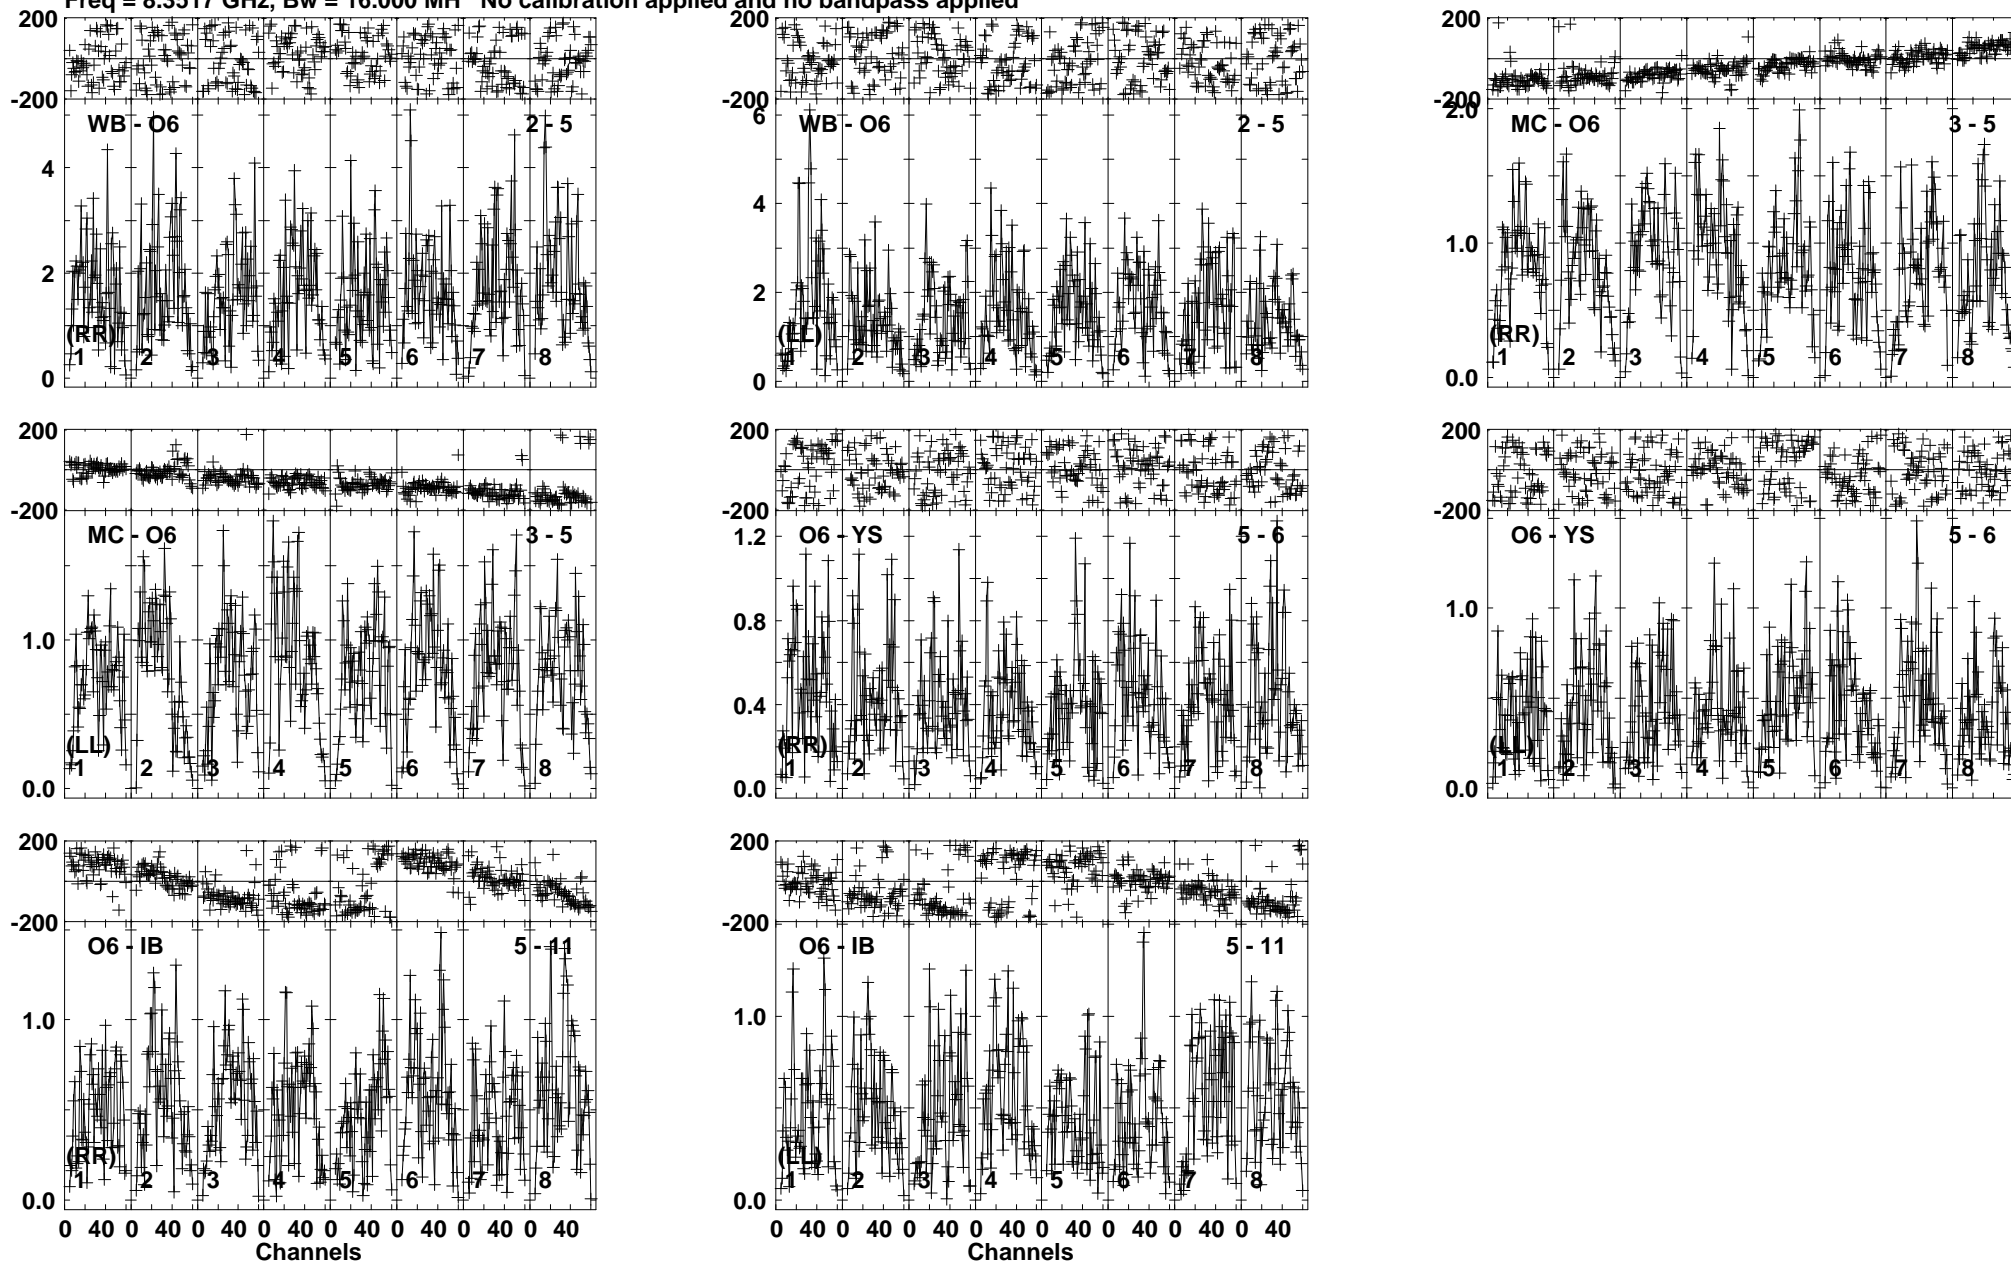 Freq = 8.3517 GHz, Bw = 16.000 MH No calibration applied and no bandpass applied
200
-200
WB - O6 2 - 5
4
2
0
(RR)
1 2 3 4 5 6 7 8
200
-200
WB - O6 2 - 5
6
4
2
0
(LL)
1 2 3 4 5 6 7 8
200
-200
MC - O6 3 - 5
2.0
1.0
0.0
(RR)
1 2 3 4 5 6 7 8
200
-200
MC - O6 3 - 5
1.0
0.0
(LL)
1 2 3 4 5 6 7 8
200
-200
O6 - YS 5 - 6
1.2
0.8
0.4
0.0
(RR)
1 2 3 4 5 6 7 8
200
-200
O6 - YS 5 - 6
1.0
0.0
(LL)
1 2 3 4 5 6 7 8
200
-200
O6 - IB 5 - 11
1.0
0.0
(RR)
1 2 3 4 5 6 7 8
0 40 0 40 0 40 0 40 0 40 0 40 0 40 0 40
Channels
200
-200
O6 - IB 5 - 11
1.0
0.0
(LL)
1 2 3 4 5 6 7 8
0 40 0 40 0 40 0 40 0 40 0 40 0 40 0 40
Channels